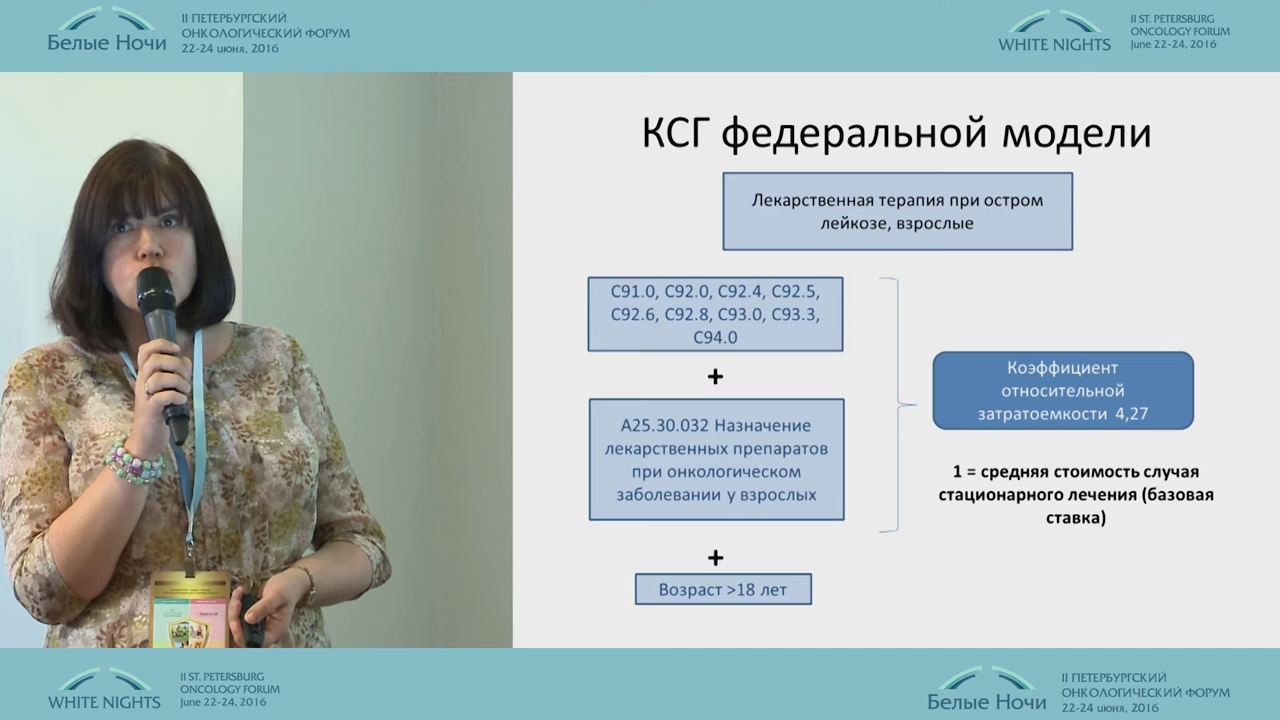 II ПЕТЕРБУРГСКИЙ
ОНКОЛОГИЧЕСКИЙ ФОРУМ
22-24 июня, 2016
Белые Ночи
II ST. PETERSBURG
ONCOLOGY FORUM
June 22-24, 2016
WHITE NIGHTS
КСГ федеральной модели
Лекарственная терапия при остром
лейкозе, взрослые
C91.0, C92.0, C92.4, C92.5,
C92.6, C92.8, C93.0, C93.3,
C94.0
+
A25.30.032 Назначение
лекарственных препаратов
при онкологическом
заболевании у взрослых
+
Возраст >18 лет
Коэффициент
относительной
затратоемкости 4,27
1 = средняя стоимость случая
стационарного лечения (базовая
ставка)
II ST. PETERSBURG
ONCOLOGY FORUM
June 22-24, 2016
WHITE NIGHTS
II ПЕТЕРБУРГСКИЙ
ОНКОЛОГИЧЕСКИЙ ФОРУМ
22-24 июня, 2016
Белые Ночи